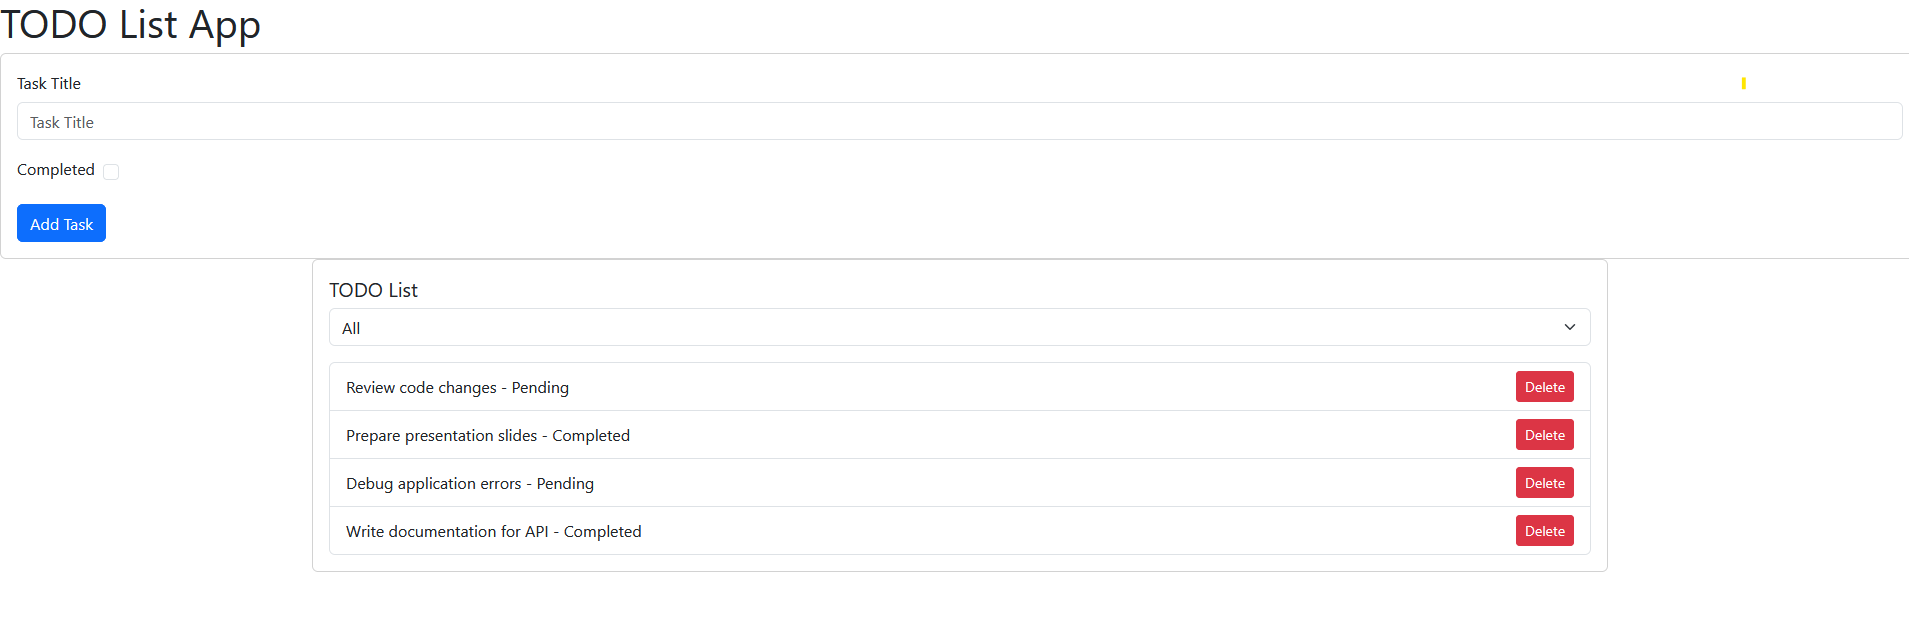 TODO List App
Task Title
Task Title
Completed
Add Task
TODO List
All
Review code changes - Pending Delete
Prepare presentation slides - Completed Delete
Debug application errors - Pending Delete
Write documentation for API - Completed Delete